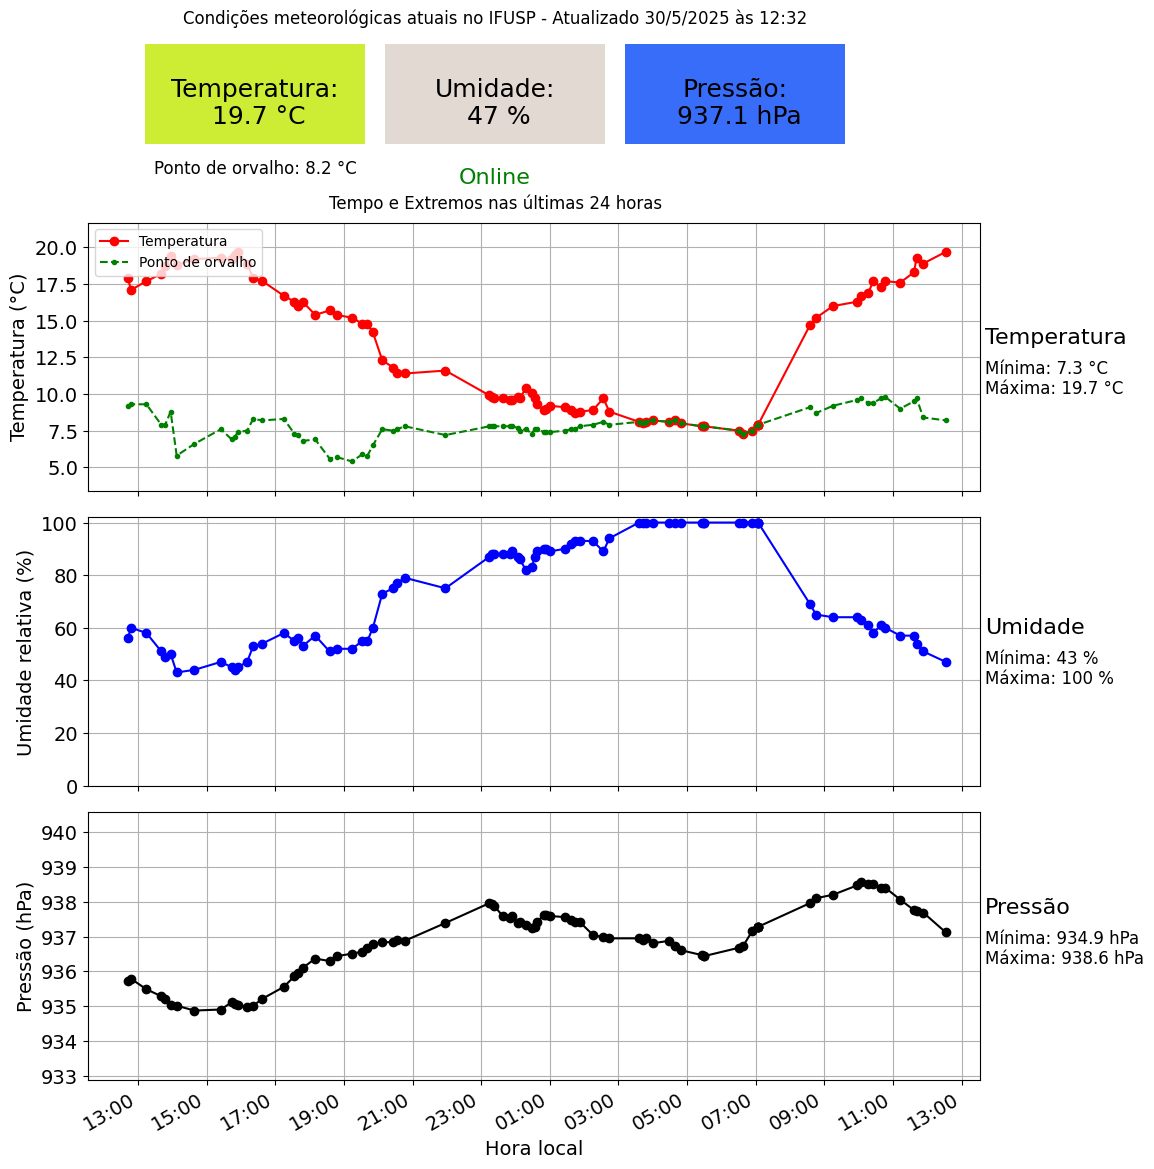 Condições meteorológicas atuais no IFUSP - Atualizado 30/5/2025 às 12:32
Temperatura:
19.7 °C
Umidade:
47 %
Pressão:
937.1 hPa
Ponto de orvalho: 8.2 °C
Online
Tempo e Extremos nas últimas 24 horas
Temperatura
Ponto de orvalho
Temperatura (°C)
20.0
17.5
15.0
12.5
10.0
7.5
5.0
Temperatura
Mínima: 7.3 °C
Máxima: 19.7 °C
Umidade relativa (%)
100
80
60
40
20
0
Umidade
Mínima: 43 %
Máxima: 100 %
Pressão (hPa)
940
939
938
937
936
935
934
933
Pressão
Mínima: 934.9 hPa
Máxima: 938.6 hPa
13:00 15:00 17:00 19:00 21:00 23:00 01:00 03:00 05:00 07:00 09:00 11:00 13:00
Hora local